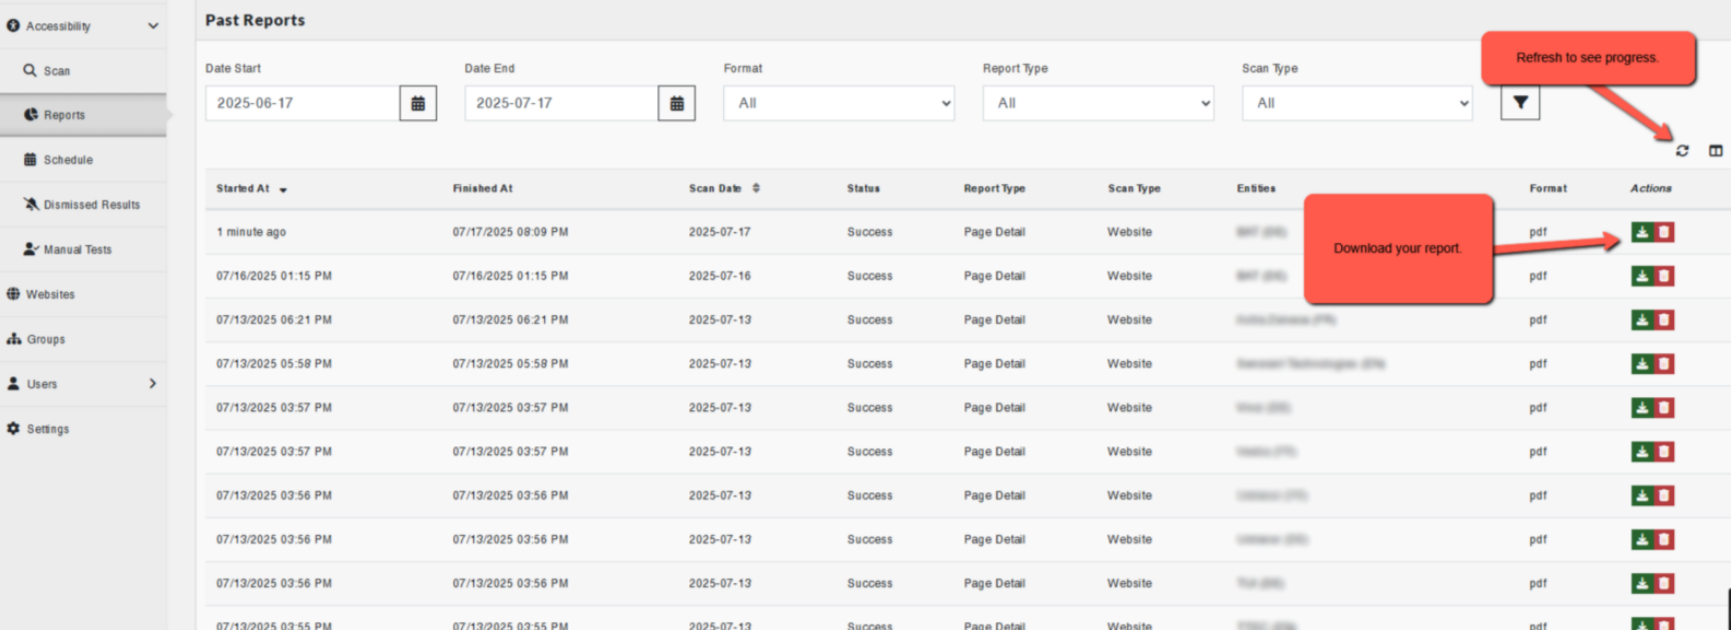 Accessibility
Scan
Reports
Schedule
Dismissed Results
Manual Tests
Websites
Groups
Users
Settings
Past Reports
Date Start
Date End
Format
Report Type
Scan Type
2025-06-17
2025-07-17
All
All
All
Refresh to see progress.
Started At Finished At Scan Date Status Report Type Scan Type Entities Format Actions
1 minute ago 07/17/2025 08:09 PM 2025-07-17 Success Page Detail Website pdf
Download your report.
07/16/2025 01:15 PM 07/16/2025 01:15 PM 2025-07-16 Success Page Detail Website pdf
07/13/2025 06:21 PM 07/13/2025 06:21 PM 2025-07-13 Success Page Detail Website pdf
07/13/2025 05:58 PM 07/13/2025 05:58 PM 2025-07-13 Success Page Detail Website pdf
07/13/2025 03:57 PM 07/13/2025 03:57 PM 2025-07-13 Success Page Detail Website pdf
07/13/2025 03:57 PM 07/13/2025 03:57 PM 2025-07-13 Success Page Detail Website pdf
07/13/2025 03:56 PM 07/13/2025 03:56 PM 2025-07-13 Success Page Detail Website pdf
07/13/2025 03:56 PM 07/13/2025 03:56 PM 2025-07-13 Success Page Detail Website pdf
07/13/2025 03:56 PM 07/13/2025 03:56 PM 2025-07-13 Success Page Detail Website pdf
07/13/2025 03:55 PM 07/13/2025 03:55 PM 2025-07-13 Success Page Detail Website pdf